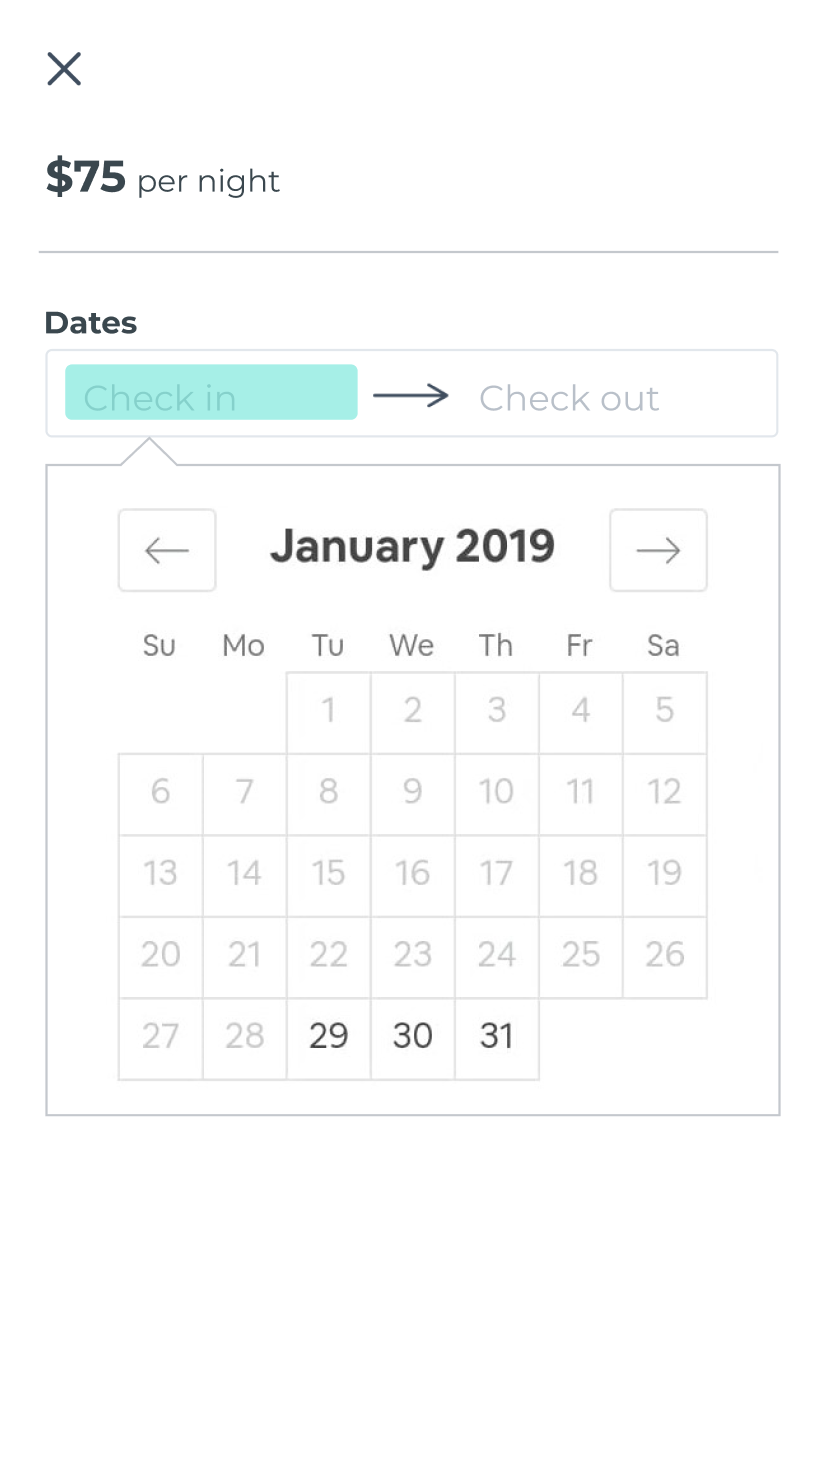 $75 per night
Dates
Check in Check out
January 2019
Su Mo Tu We Th Fr Sa
1 2 3 4 5
6 7 8 9 10 11 12
13 14 15 16 17 18 19
20 21 22 23 24 25 26
27 28 29 30 31